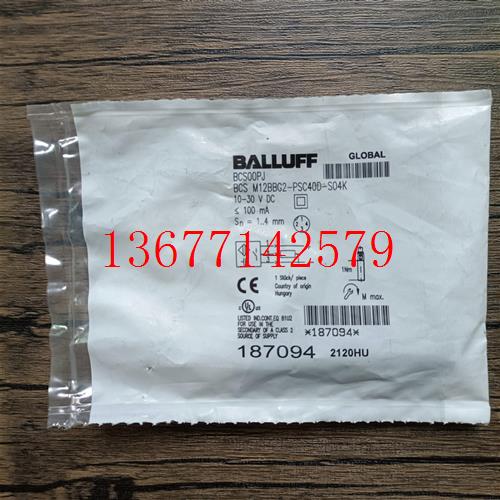 BALLUFF
GLOBAL
BCS00PJ
BCS M12BBG2-PSC40D-S04K
10-30 V DC
≤ 100 mA
Sn = 1..4 mm
13677142579
1Nm
1 Stück/ piece
Country of origin
Hungary
M max.
LISTED IND.CONT.EQ 81U2
FOR USE IN THE
SECONDARY OF A CLASS 2
SOURCE OF SUPPLY
*187094*
187094 2120HU